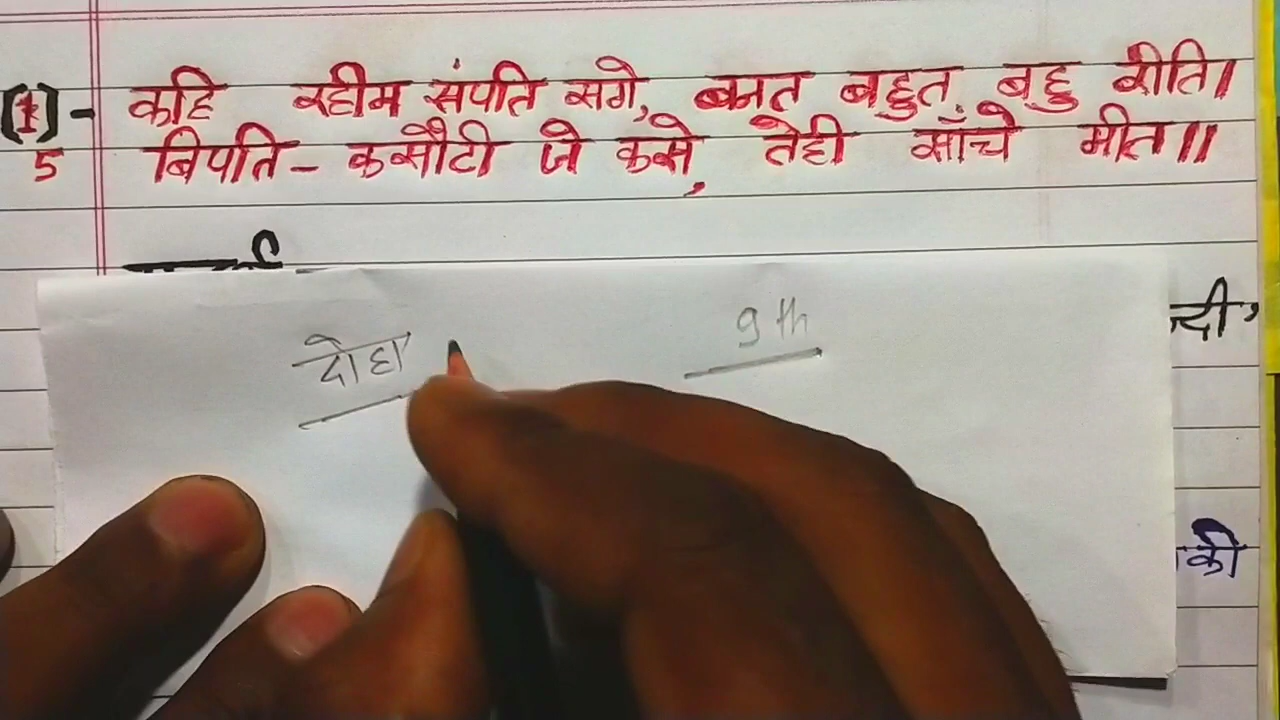 [1] - कहि रहीम संपति सगे, बनत बहुत, बहु रीति।
5 बिपति - कसौटी जे कसे, तेही साँचे मीत॥
दोहा 9 th